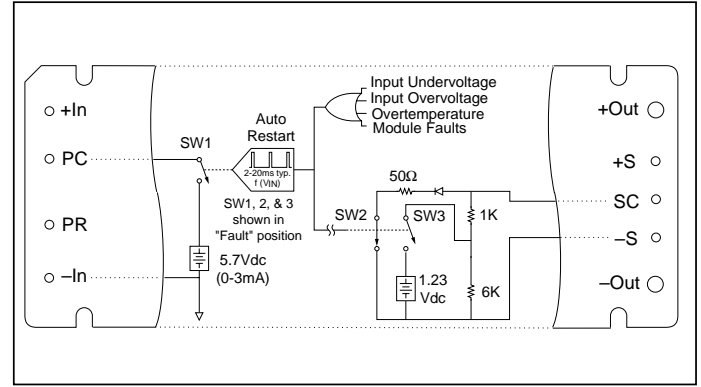 +In
PC
PR
–In
SW1
Auto
Restart
2-20ms typ.
f (VIN)
SW1, 2, & 3
shown in
"Fault" position
5.7Vdc
(0-3mA)
Input Undervoltage
Input Overvoltage
Overtemperature
Module Faults
50Ω
SW2
SW3
1K
1.23
Vdc
6K
+Out
+S
SC
–S
–Out